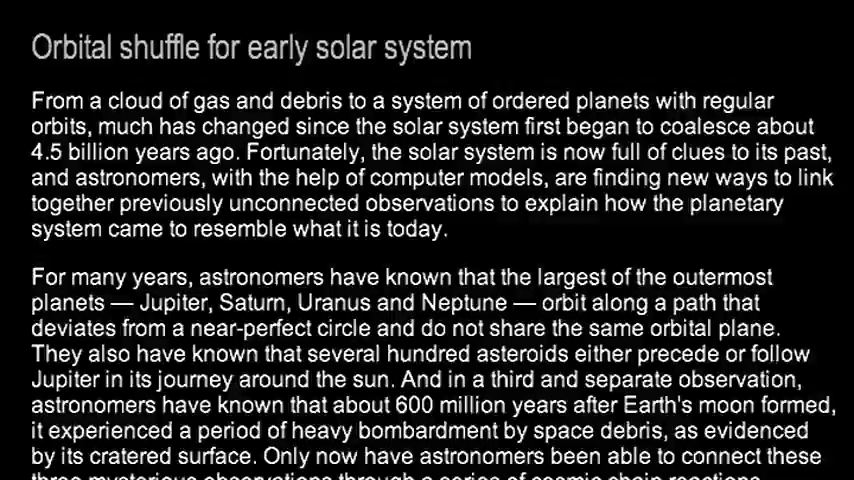 Orbital shuffle for early solar system
From a cloud of gas and debris to a system of ordered planets with regular
orbits, much has changed since the solar system first began to coalesce about
4.5 billion years ago. Fortunately, the solar system is now full of clues to its past,
and astronomers, with the help of computer models, are finding new ways to link
together previously unconnected observations to explain how the planetary
system came to resemble what it is today.
For many years, astronomers have known that the largest of the outermost
planets — Jupiter, Saturn, Uranus and Neptune — orbit along a path that
deviates from a near-perfect circle and do not share the same orbital plane.
They also have known that several hundred asteroids either precede or follow
Jupiter in its journey around the sun. And in a third and separate observation,
astronomers have known that about 600 million years after Earth's moon formed,
it experienced a period of heavy bombardment by space debris, as evidenced
by its cratered surface. Only now have astronomers been able to connect these
three mysterious observations through a series of cosmic chain reactions